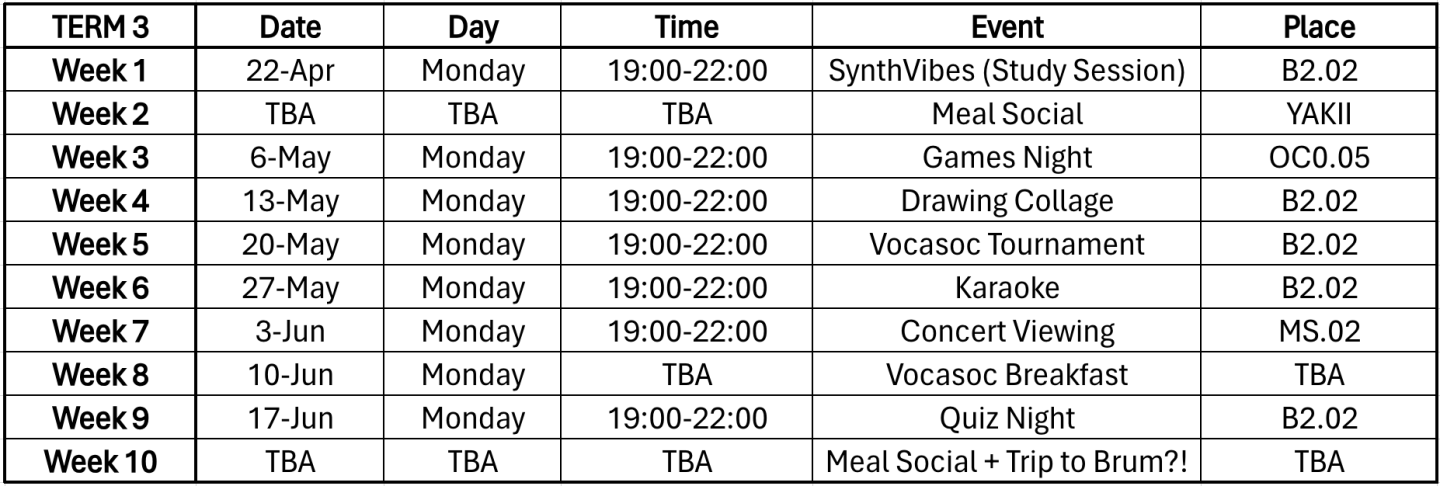 TERM 3 Date Day Time Event Place
Week 1 22-Apr Monday 19:00-22:00 SynthVibes (Study Session) B2.02
Week 2 TBA TBA TBA Meal Social YAKII
Week 3 6-May Monday 19:00-22:00 Games Night OC0.05
Week 4 13-May Monday 19:00-22:00 Drawing Collage B2.02
Week 5 20-May Monday 19:00-22:00 Vocasoc Tournament B2.02
Week 6 27-May Monday 19:00-22:00 Karaoke B2.02
Week 7 3-Jun Monday 19:00-22:00 Concert Viewing MS.02
Week 8 10-Jun Monday TBA Vocasoc Breakfast TBA
Week 9 17-Jun Monday 19:00-22:00 Quiz Night B2.02
Week 10 TBA TBA TBA Meal Social + Trip to Brum?! TBA